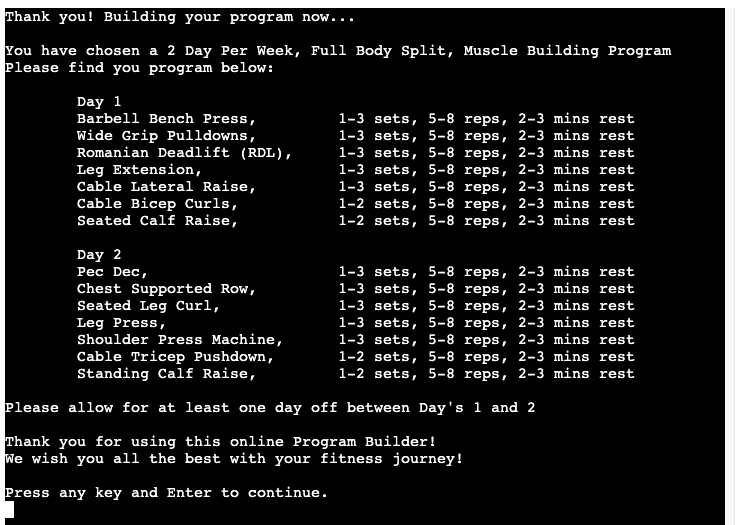 Thank you! Building your program now...
You have chosen a 2 Day Per Week, Full Body Split, Muscle Building Program
Please find you program below:
Day 1
Barbell Bench Press, 1-3 sets, 5-8 reps, 2-3 mins rest
Wide Grip Pulldowns, 1-3 sets, 5-8 reps, 2-3 mins rest
Romanian Deadlift (RDL), 1-3 sets, 5-8 reps, 2-3 mins rest
Leg Extension, 1-3 sets, 5-8 reps, 2-3 mins rest
Cable Lateral Raise, 1-3 sets, 5-8 reps, 2-3 mins rest
Cable Bicep Curls, 1-2 sets, 5-8 reps, 2-3 mins rest
Seated Calf Raise, 1-2 sets, 5-8 reps, 2-3 mins rest
Day 2
Pec Dec, 1-3 sets, 5-8 reps, 2-3 mins rest
Chest Supported Row, 1-3 sets, 5-8 reps, 2-3 mins rest
Seated Leg Curl, 1-3 sets, 5-8 reps, 2-3 mins rest
Leg Press, 1-3 sets, 5-8 reps, 2-3 mins rest
Shoulder Press Machine, 1-3 sets, 5-8 reps, 2-3 mins rest
Cable Tricep Pushdown, 1-2 sets, 5-8 reps, 2-3 mins rest
Standing Calf Raise, 1-2 sets, 5-8 reps, 2-3 mins rest
Please allow for at least one day off between Day's 1 and 2
Thank you for using this online Program Builder!
We wish you all the best with your fitness journey!
Press any key and Enter to continue.